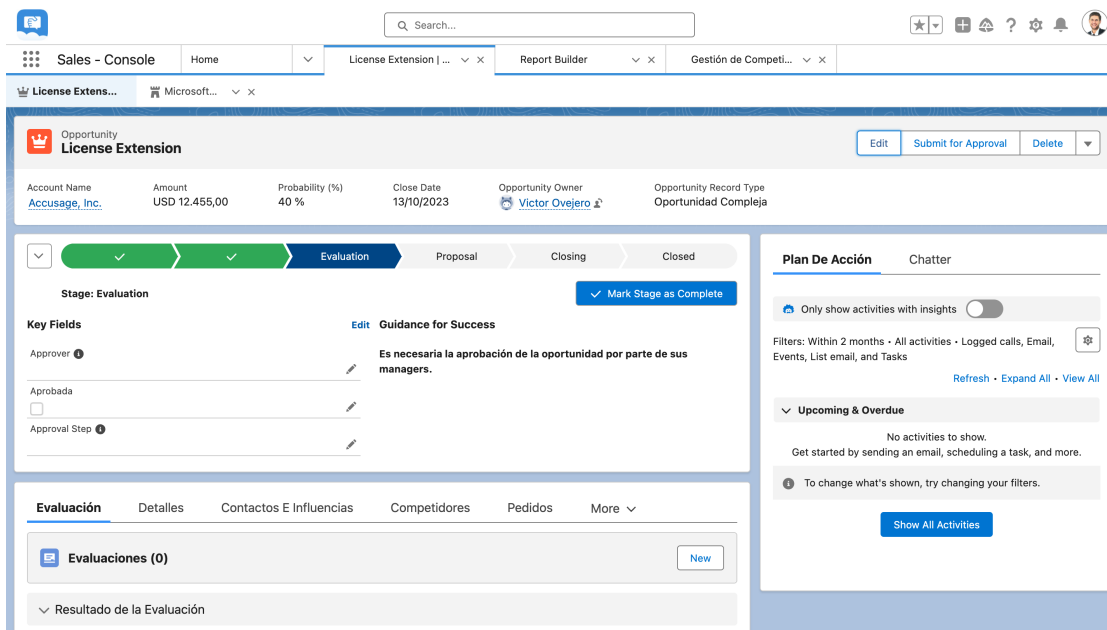 Search...
Sales - Console
Home
License Extension | ...
Report Builder
Gestión de Competi...
License Extens...
Microsoft...
Opportunity
License Extension
Edit
Submit for Approval
Delete
Account Name
Amount
Probability (%)
Close Date
Opportunity Owner
Opportunity Record Type
Accusage, Inc.
USD 12.455,00
40 %
13/10/2023
Victor Ovejero
Oportunidad Compleja
Evaluation
Proposal
Closing
Closed
Stage: Evaluation
Mark Stage as Complete
Key Fields
Edit
Guidance for Success
Approver
Es necesaria la aprobación de la oportunidad por parte de sus
managers.
Aprobada
Approval Step
Evaluación
Detalles
Contactos E Influencias
Competidores
Pedidos
More
Evaluaciones (0)
New
Resultado de la Evaluación
Plan De Acción
Chatter
Only show activities with insights
Filters: Within 2 months • All activities • Logged calls, Email,
Events, List email, and Tasks
Refresh • Expand All • View All
Upcoming & Overdue
No activities to show.
Get started by sending an email, scheduling a task, and more.
To change what's shown, try changing your filters.
Show All Activities